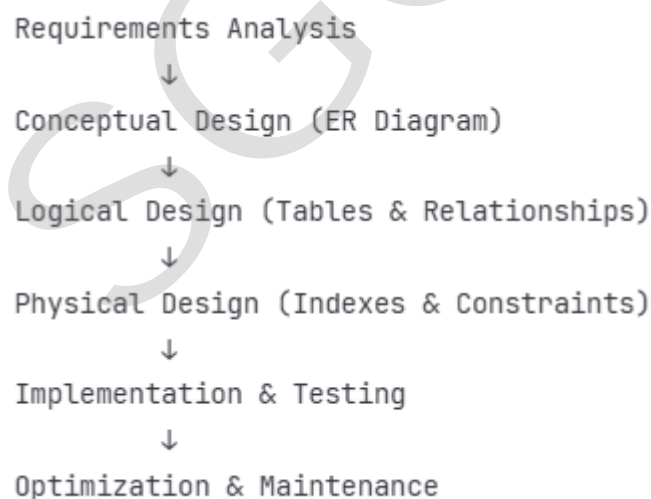 Requirements Analysis
↓
Conceptual Design (ER Diagram)
↓
Logical Design (Tables & Relationships)
↓
Physical Design (Indexes & Constraints)
↓
Implementation & Testing
↓
Optimization & Maintenance